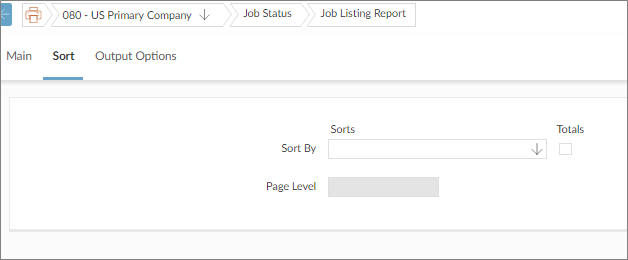 080 - US Primary Company Job Status Job Listing Report
Main Sort Output Options
Sorts Totals
Sort By
Page Level